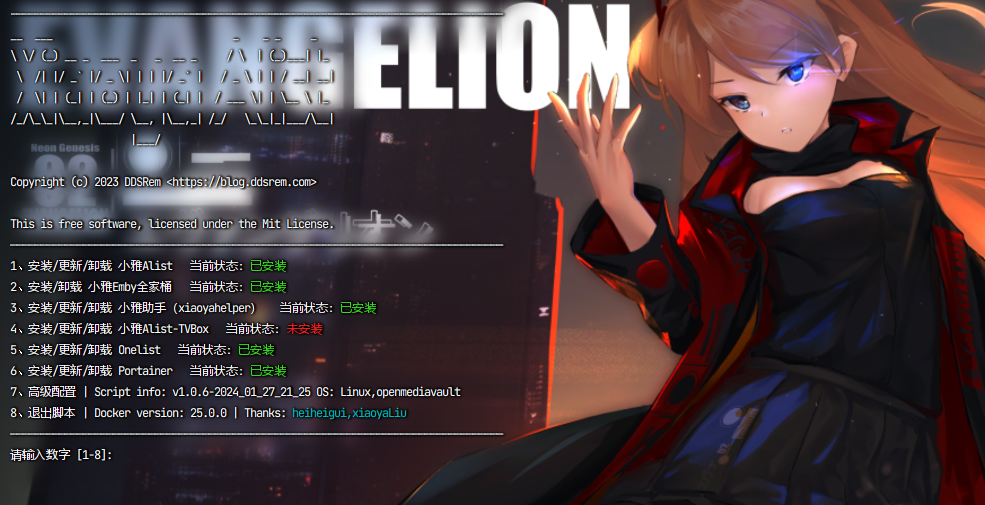 EVANGELION
Neon Genesis
Copyright (c) 2023 DDSRem <https://blog.ddsrem.com>
This is free software, licensed under the Mit License.
1、安装/更新/卸载 小雅Alist 当前状态: 已安装
2、安装/卸载 小雅Emby全家桶 当前状态: 已安装
3、安装/更新/卸载 小雅助手 (xiaoyahelper) 当前状态: 已安装
4、安装/更新/卸载 小雅Alist-TVBox 当前状态: 未安装
5、安装/更新/卸载 Onelist 当前状态: 已安装
6、安装/更新/卸载 Portainer 当前状态: 已安装
7、高级配置 | Script info: v1.0.6-2024_01_27_21_25 OS: Linux,openmediavault
8、退出脚本 | Docker version: 25.0.0 | Thanks: heiheigui,xiaoyaLiu
请输入数字 [1-8]: